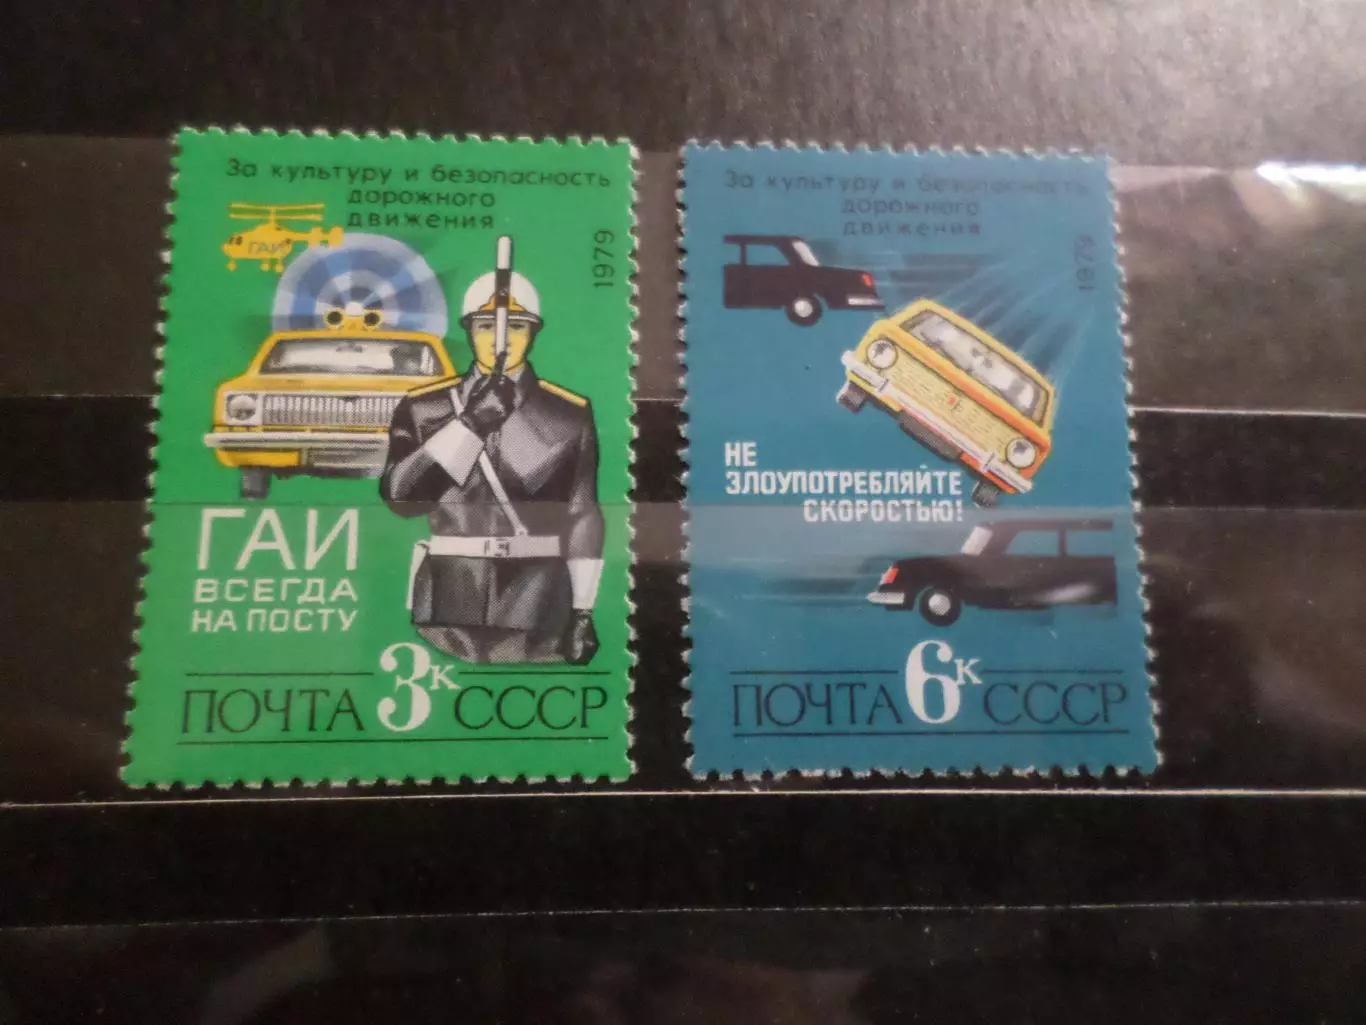 За культуру и безопасность
дорожного
движения
ГАИ
1979
ГАИ
ВСЕГДА
НА ПОСТУ
ПОЧТА 3к СССР
За культуру и безопасность
дорожного
движения
1979
НЕ
ЗЛОУПОТРЕБЛЯЙТЕ
СКОРОСТЬЮ!
ПОЧТА 6к СССР